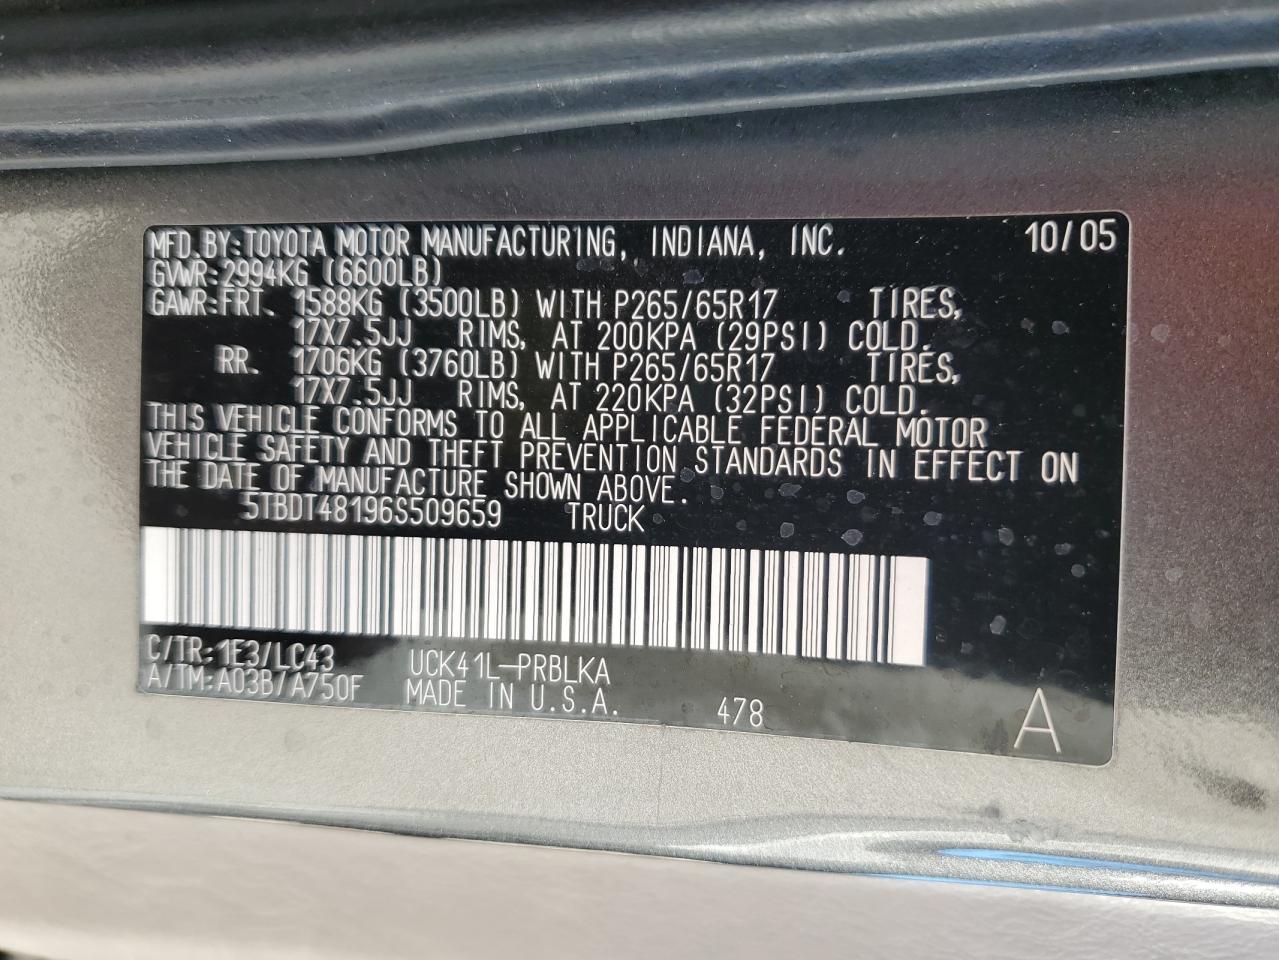 MFD.BY:TOYOTA MOTOR MANUFACTURING, INDIANA, INC. 10/05
GVWR:2994KG (6600LB)
GAWR:FRT. 1588KG (3500LB) WITH P265/65R17 TIRES,
17X7.5JJ RIMS, AT 200KPA (29PSI) COLD.
RR. 1706KG (3760LB) WITH P265/65R17 TIRES,
17X7.5JJ RIMS, AT 220KPA (32PSI) COLD.
THIS VEHICLE CONFORMS TO ALL APPLICABLE FEDERAL MOTOR
VEHICLE SAFETY AND THEFT PREVENTION STANDARDS IN EFFECT ON
THE DATE OF MANUFACTURE SHOWN ABOVE.
5TBDT48196S509659 TRUCK
C/TR:1E3/LC43 UCK41L-PRBLKA
A/TM:A03B/A750F MADE IN U.S.A. 478 A